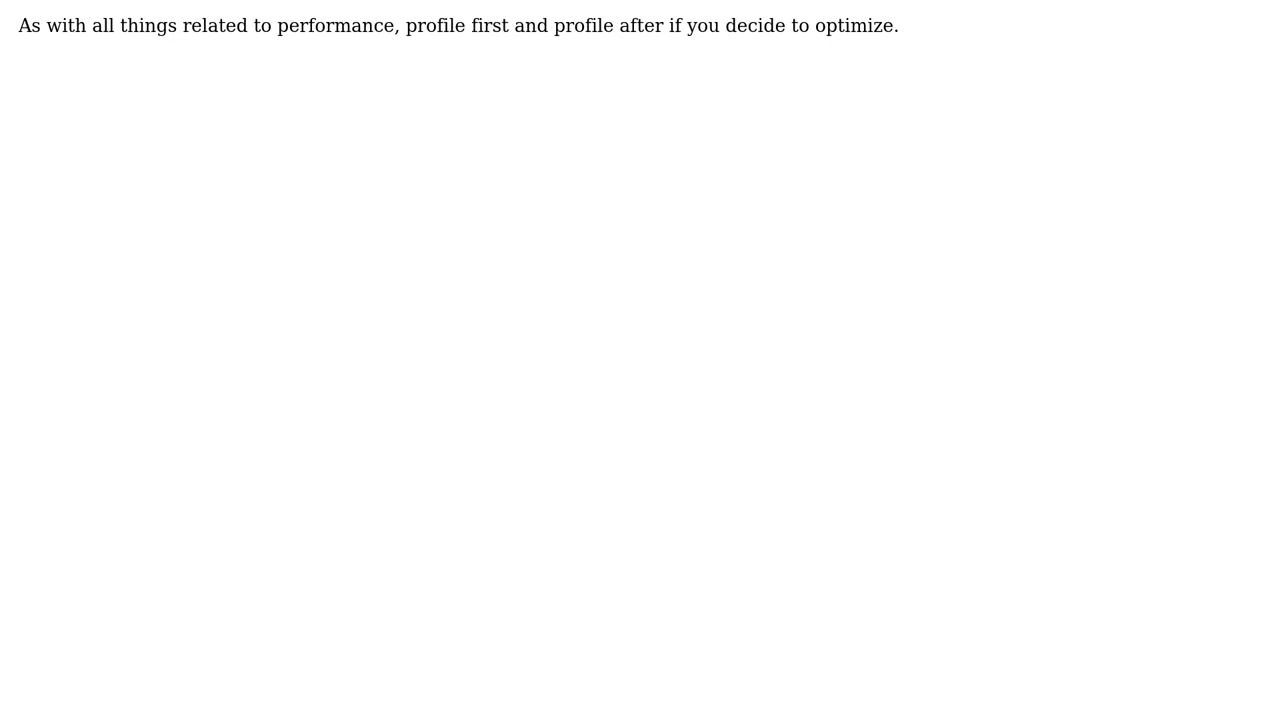 As with all things related to performance, profile first and profile after if you decide to optimize.